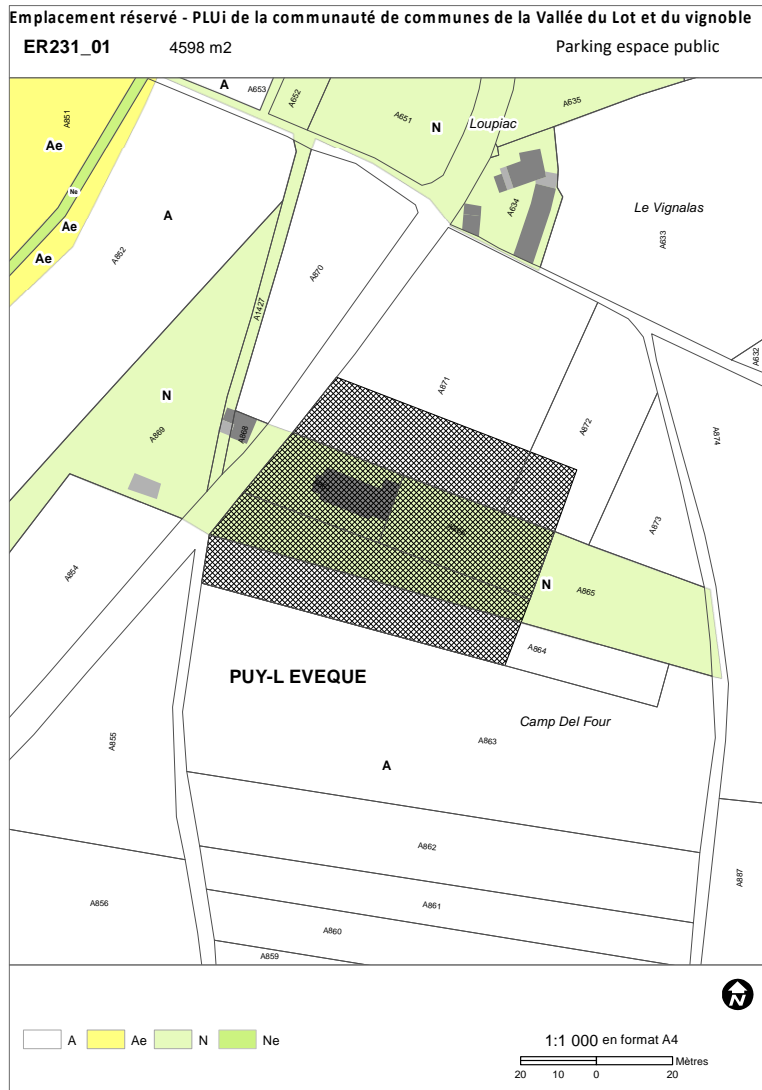 Emplacement réservé - PLUi de la communauté de communes de la Vallée du Lot et du vignoble
ER231_01 4598 m2 Parking espace public
A A653 A652
A635
A851 A651 N Loupiac
Ae
Ne A634 Le Vignalas
A A633
Ae
Ae A852
A870
A1427
A632
A871
N A872
A869 A868 A874
A873
A854 N A865
A864
PUY-L EVEQUE
Camp Del Four
A855 A863
A
A862
A887
A856 A861
A860
A859
N
A Ae N Ne
1:1 000 en format A4
Mètres
20 10 0 20